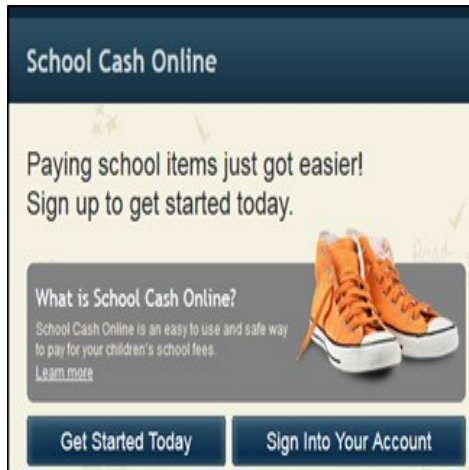 School Cash Online
Paying school items just got easier!
Sign up to get started today.
What is School Cash Online?
School Cash Online is an easy to use and safe way
to pay for your children's school fees.
Learn more
Get Started Today
Sign Into Your Account